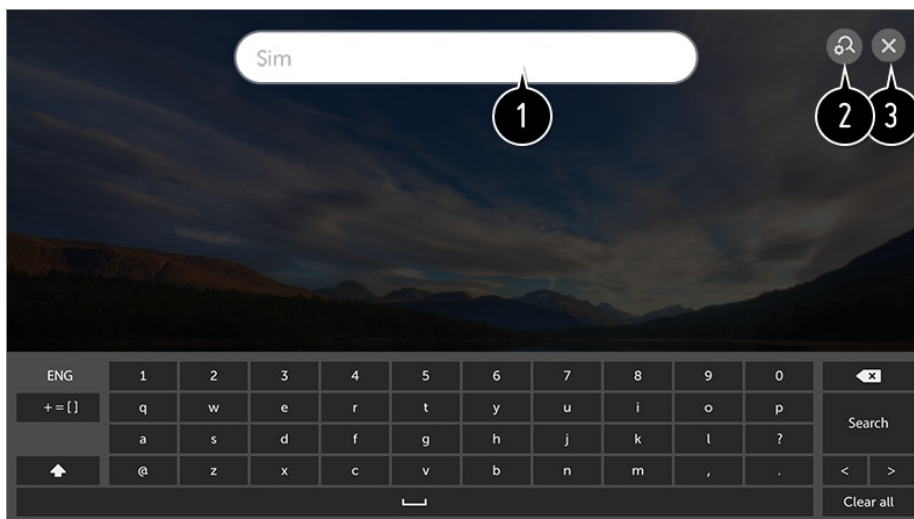 Sim
1 2 3
ENG 1 2 3 4 5 6 7 8 9 0
+=[] q w e r t y u i o p
Search
a s d f g h j k l ?
@ z x c v b n m , . < >
Clear all